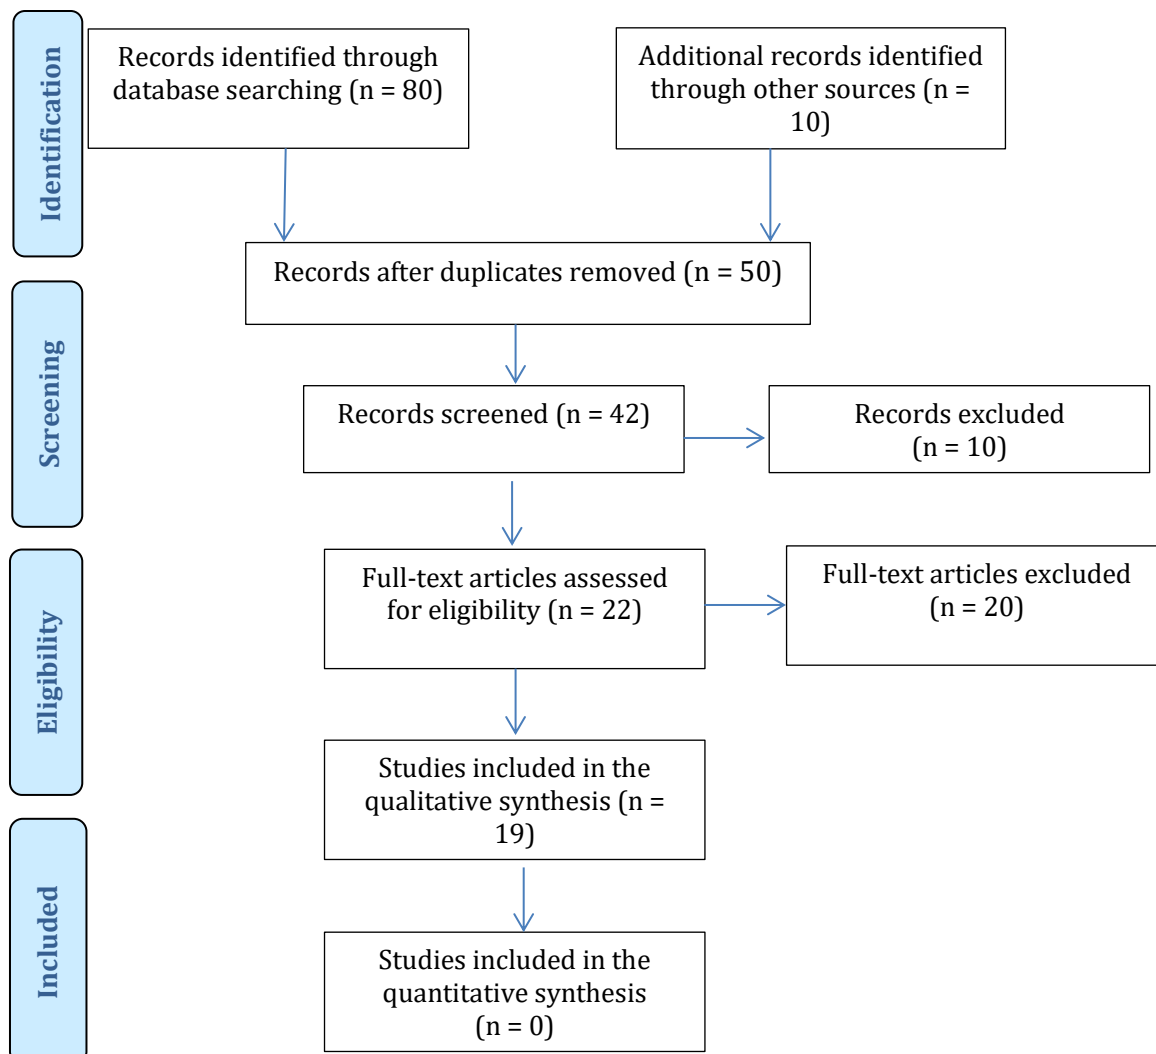 Identification
Records identified through
database searching (n = 80)
Additional records identified
through other sources (n =
10)
Records after duplicates removed (n = 50)
Screening
Records screened (n = 42)
Records excluded
(n = 10)
Eligibility
Full-text articles assessed
for eligibility (n = 22)
Full-text articles excluded
(n = 20)
Studies included in the
qualitative synthesis (n =
19)
Included
Studies included in the
quantitative synthesis
(n = 0)